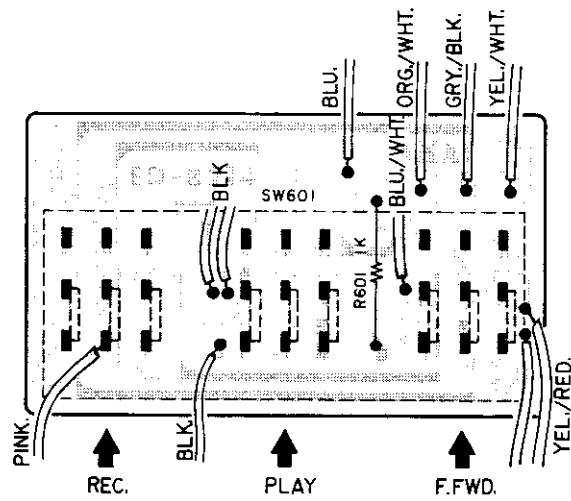 BLU.
ORG./WHT.
GRY./BLK.
YEL./WHT.
BLK
SW601
BLU./WHT.
R601 1K
PINK.
BLK.
YEL./RED.
REC.
PLAY
F.FWD.